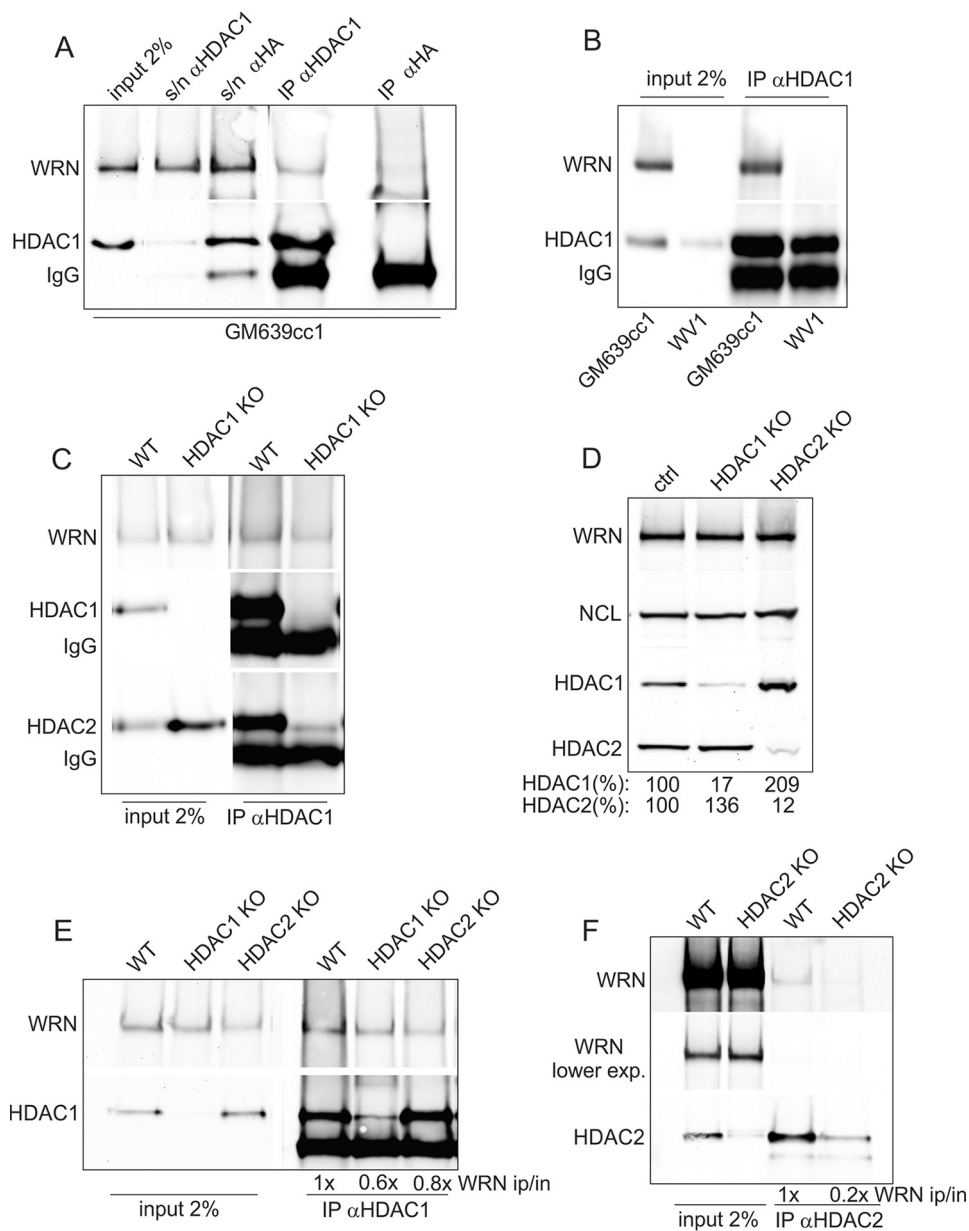 A
input 2%
s/n αHDAC1
s/n αHA
IP αHDAC1
IP αHA
WRN
HDAC1
IgG
GM639cc1
B
input 2% IP αHDAC1
WRN
HDAC1
IgG
GM639cc1
WV1
GM639cc1
WV1
C
WT
HDAC1 KO
WT
HDAC1 KO
WRN
HDAC1
IgG
HDAC2
IgG
input 2% IP αHDAC1
D
ctrl
HDAC1 KO
HDAC2 KO
WRN
NCL
HDAC1
HDAC2
HDAC1(%): 100 17 209
HDAC2(%): 100 136 12
E
WT
HDAC1 KO
HDAC2 KO
WT
HDAC1 KO
HDAC2 KO
WRN
HDAC1
1x 0.6x 0.8x WRN ip/in
input 2% IP αHDAC1
F
WT
HDAC2 KO
WT
HDAC2 KO
WRN
WRN
lower exp.
HDAC2
1x 0.2x WRN ip/in
input 2% IP αHDAC2